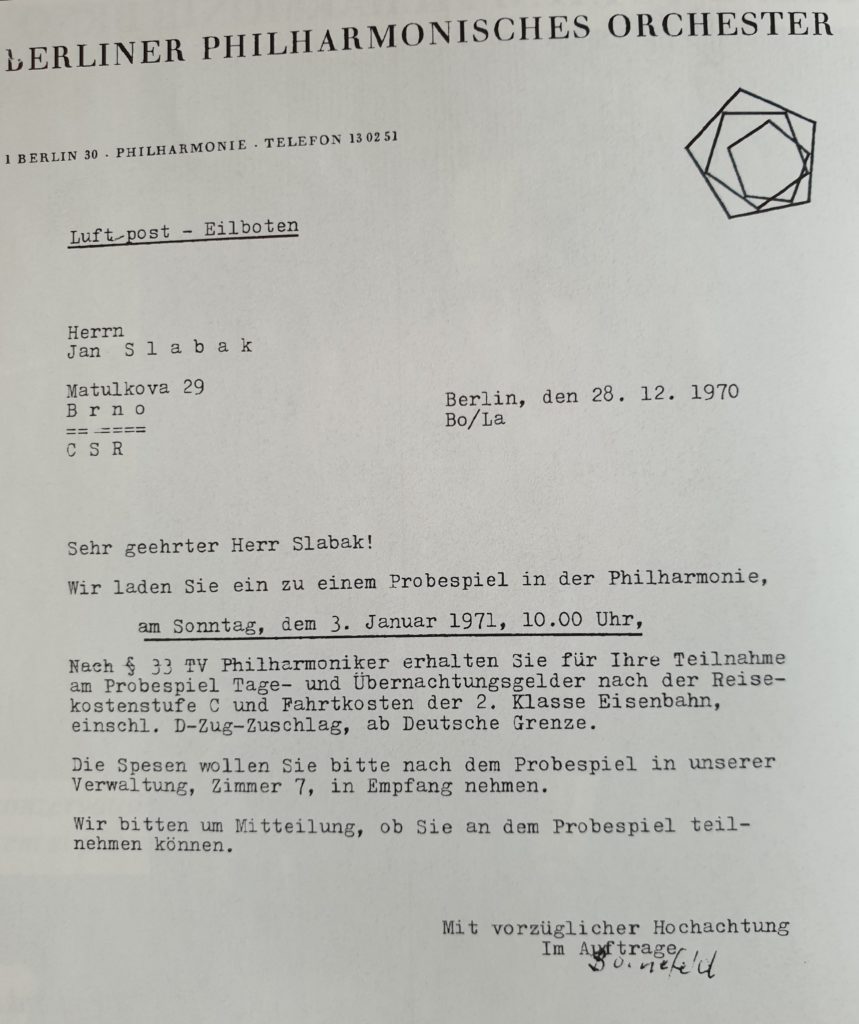 BERLINER PHILHARMONISCHES ORCHESTER
1 BERLIN 30 · PHILHARMONIE · TELEFON 13 02 51
Luft-post - Eilboten
Herrn
Jan S l a b a k
Matulkova 29
B r n o
== ====
C S R
Berlin, den 28. 12. 1970
Bo/La
Sehr geehrter Herr Slabak!
Wir laden Sie ein zu einem Probespiel in der Philharmonie,
am Sonntag, dem 3. Januar 1971, 10.00 Uhr,
Nach § 33 TV Philharmoniker erhalten Sie für Ihre Teilnahme
am Probespiel Tage- und Übernachtungsgelder nach der Reise-
kostenstufe C und Fahrtkosten der 2. Klasse Eisenbahn,
einschl. D-Zug-Zuschlag, ab Deutsche Grenze.
Die Spesen wollen Sie bitte nach dem Probespiel in unserer
Verwaltung, Zimmer 7, in Empfang nehmen.
Wir bitten um Mitteilung, ob Sie an dem Probespiel teil-
nehmen können.
Mit vorzüglicher Hochachtung
Im Auftrage